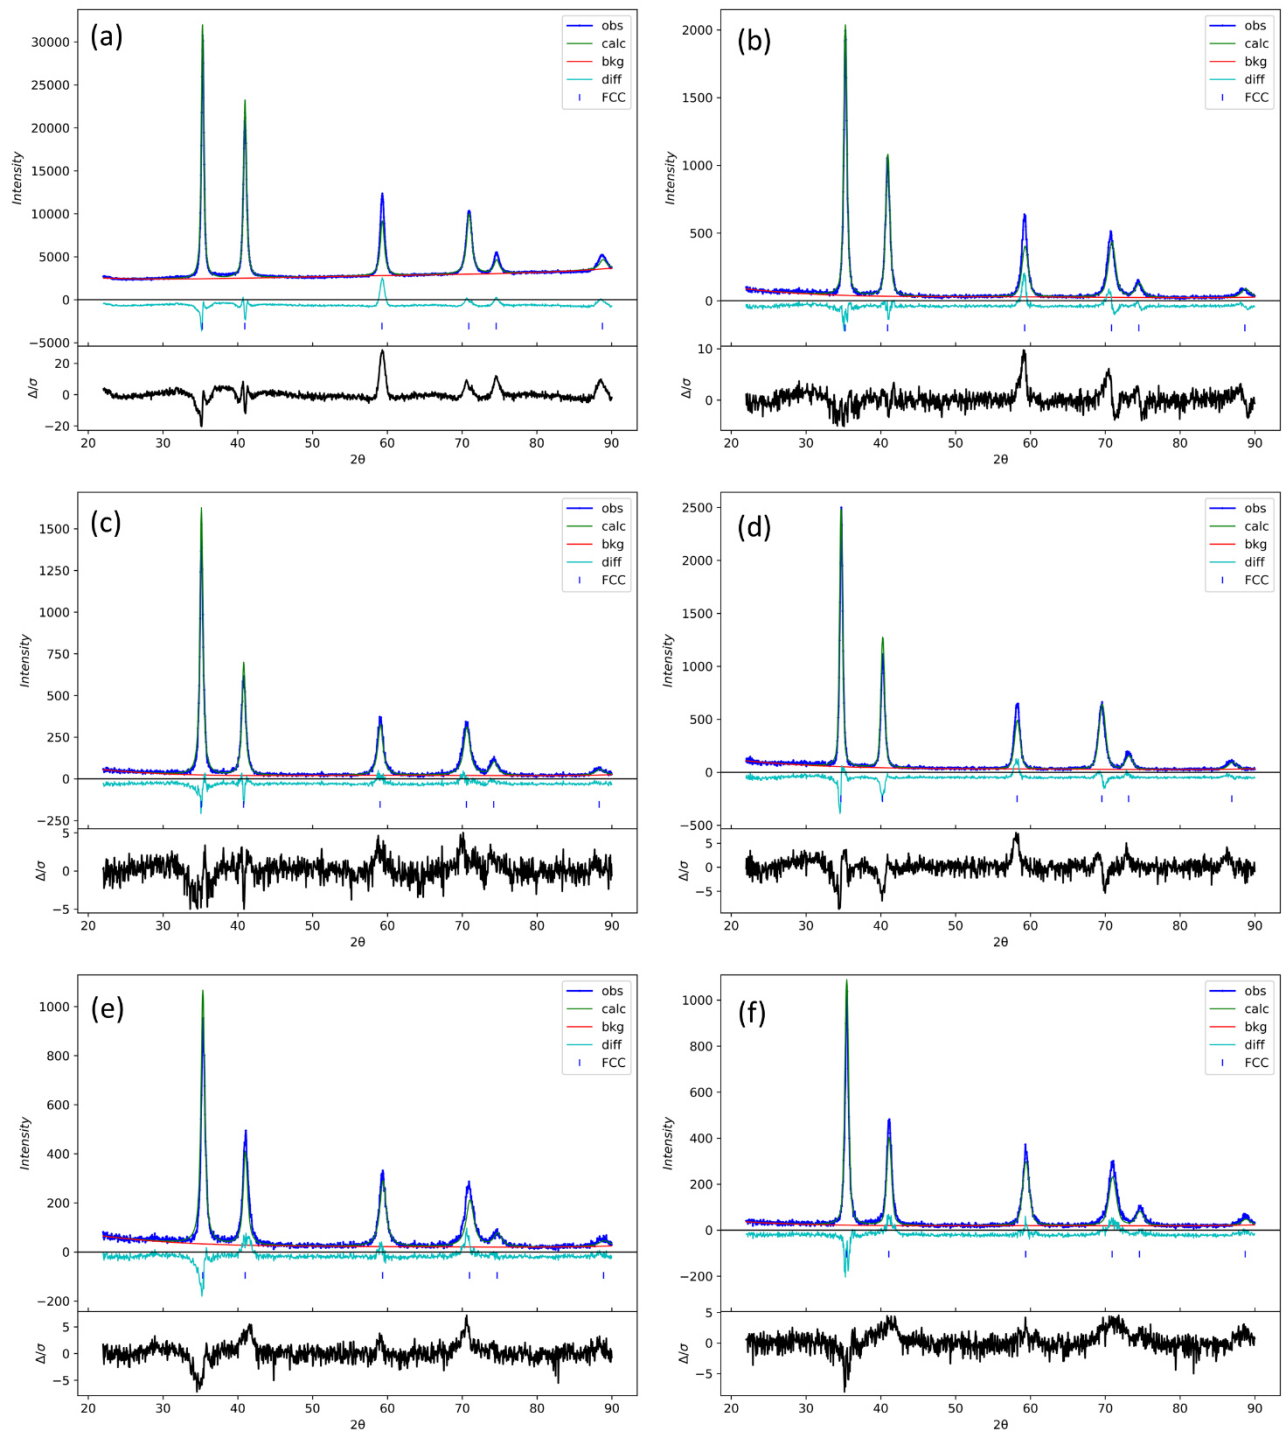 (a)
obs
calc
bkg
diff
FCC
Intensity
30000
25000
20000
15000
10000
5000
0
−5000
Δ/σ
20
0
−20
20 30 40 50 60 70 80 90
2θ
(b)
obs
calc
bkg
diff
FCC
Intensity
2000
1500
1000
500
0
Δ/σ
10
0
20 30 40 50 60 70 80 90
2θ
(c)
obs
calc
bkg
diff
FCC
Intensity
1500
1250
1000
750
500
250
0
−250
Δ/σ
5
0
−5
20 30 40 50 60 70 80 90
2θ
(d)
obs
calc
bkg
diff
FCC
Intensity
2500
2000
1500
1000
500
0
−500
Δ/σ
5
0
−5
20 30 40 50 60 70 80 90
2θ
(e)
obs
calc
bkg
diff
FCC
Intensity
1000
800
600
400
200
0
−200
Δ/σ
5
0
−5
20 30 40 50 60 70 80 90
2θ
(f)
obs
calc
bkg
diff
FCC
Intensity
1000
800
600
400
200
0
−200
Δ/σ
5
0
−5
20 30 40 50 60 70 80 90
2θ